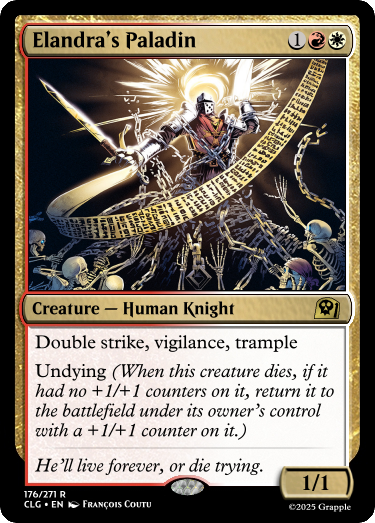 Elandra's Paladin 1
Creature — Human Knight
Double strike, vigilance, trample
Undying (When this creature dies, if it
had no +1/+1 counters on it, return it to
the battlefield under its owner's control
with a +1/+1 counter on it.)
He'll live forever, or die trying.
1/1
176/271 R
CLG • EN François Coutu
©2025 Grapple